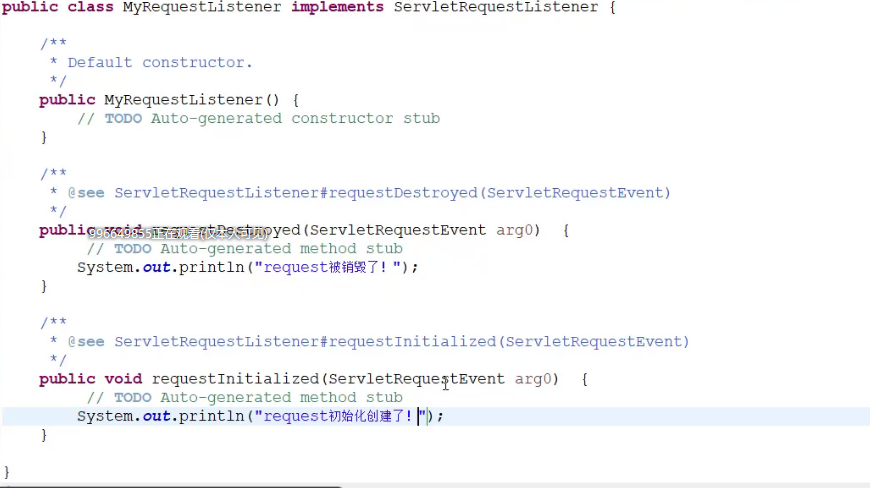 public class MyRequestListener implements ServletRequestListener {
/**
* Default constructor.
*/
public MyRequestListener() {
// TODO Auto-generated constructor stub
}
/**
* @see ServletRequestListener#requestDestroyed(ServletRequestEvent)
*/
public void requestDestroyed(ServletRequestEvent arg0) {
// TODO Auto-generated method stub
System.out.println("request被销毁了!");
}
/**
* @see ServletRequestListener#requestInitialized(ServletRequestEvent)
*/
public void requestInitialized(ServletRequestEvent arg0) {
// TODO Auto-generated method stub
System.out.println("request初始化创建了!");
}
}